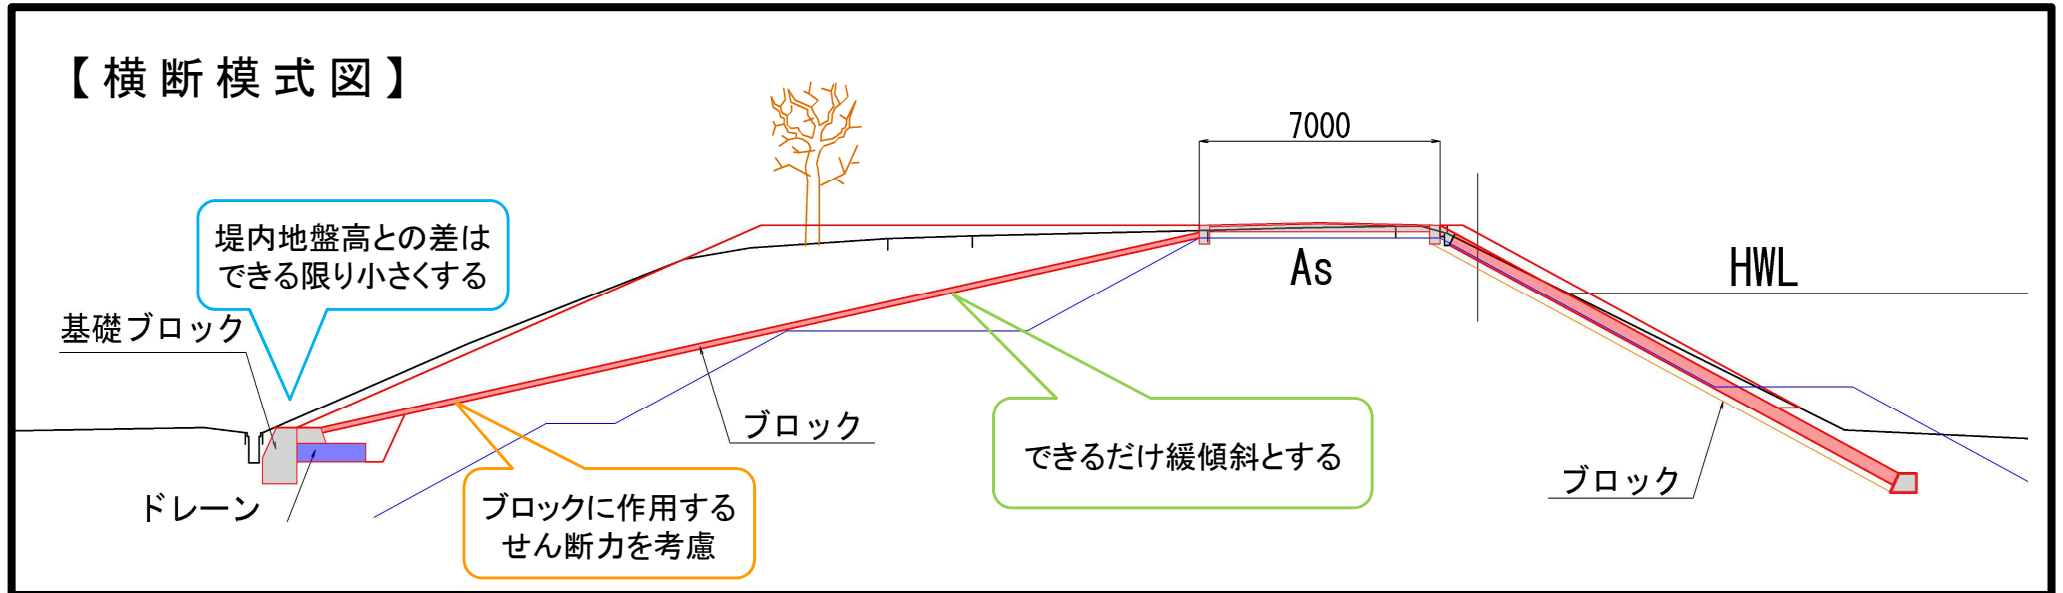 【横断模式図】
7000
堤内地盤高との差は
できる限り小さくする
As
HWL
基礎ブロック
ブロック
できるだけ緩傾斜とする
ブロック
ドレーン
ブロックに作用する
せん断力を考慮